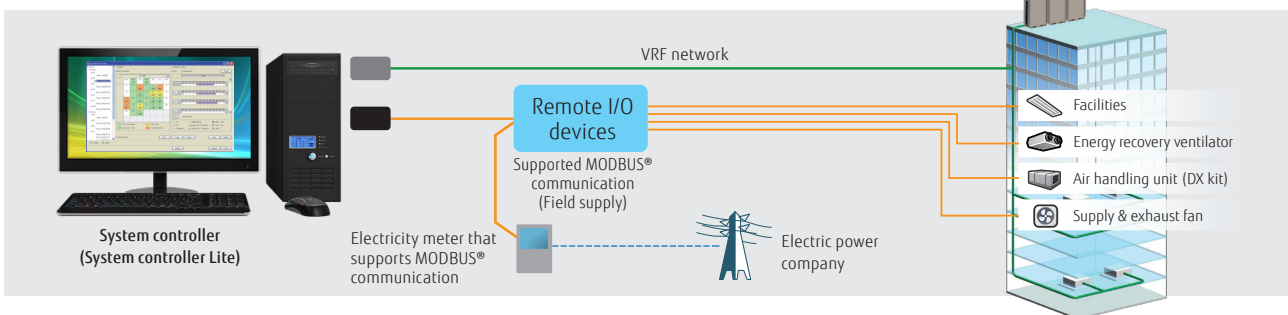 VRF network
Remote I/O
devices
Supported MODBUS®
communication
(Field supply)
Facilities
Energy recovery ventilator
Air handling unit (DX kit)
Supply & exhaust fan
System controller
(System controller Lite)
Electricity meter that
supports MODBUS®
communication
Electric power
company